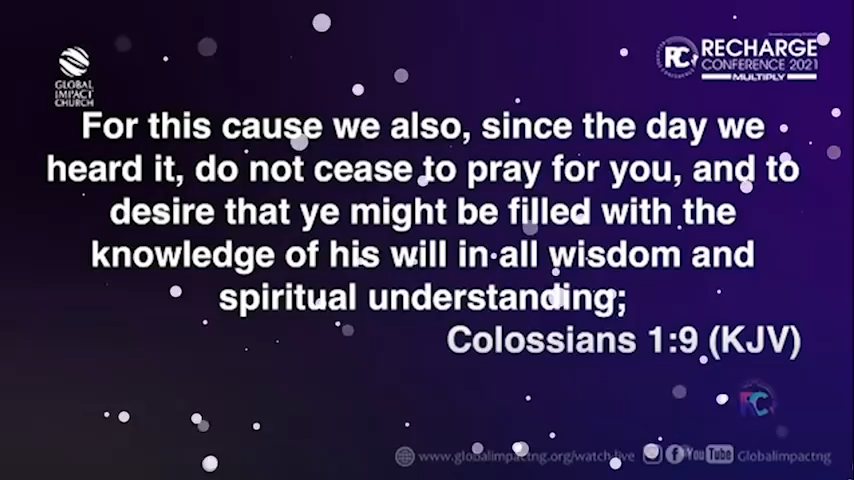 GLOBAL
IMPACT
CHURCH
RC
RECHARGE
CONFERENCE 2021
MULTIPLY
For this cause we also, since the day we
heard it, do not cease to pray for you, and to
desire that ye might be filled with the
knowledge of his will in all wisdom and
spiritual understanding;
Colossians 1:9 (KJV)
RC
www.globalimpactng.org/watch.live
You Tube
Globalimpactng